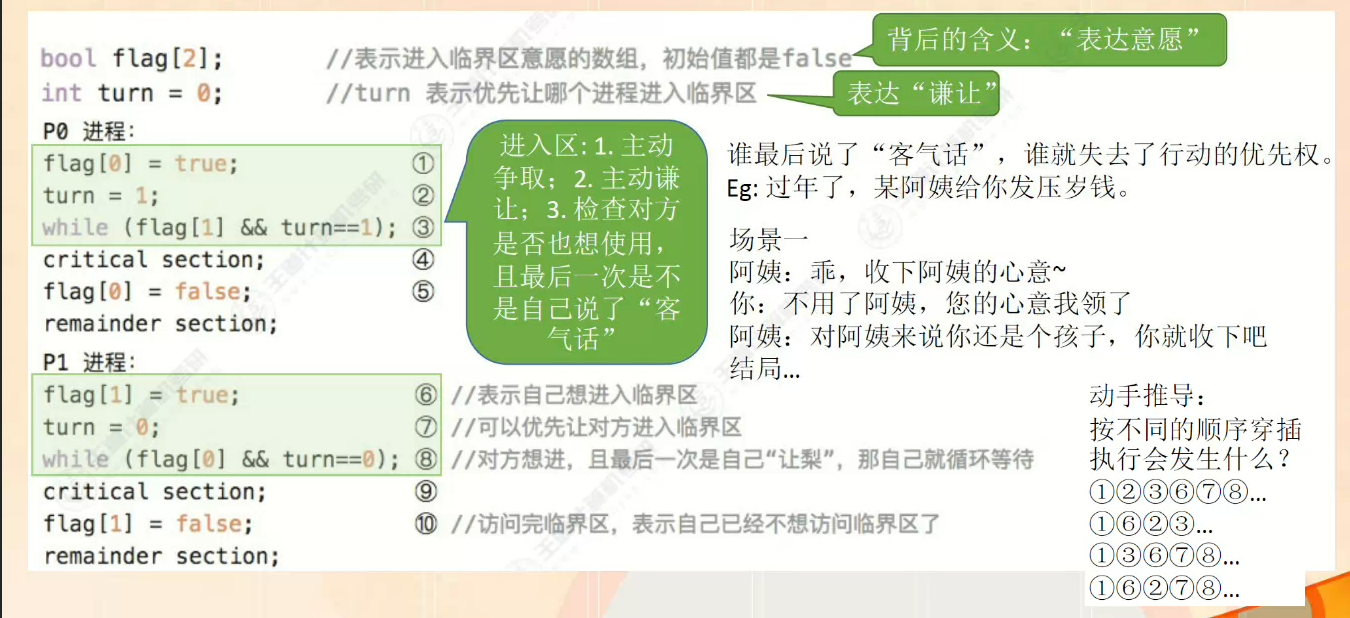 bool flag[2]; //表示进入临界区意愿的数组，初始值都是false
背后的含义：“表达意愿”
int turn = 0; //turn 表示优先让哪个进程进入临界区
表达“谦让”
P0 进程：
flag[0] = true; ①
turn = 1; ②
while (flag[1] && turn==1); ③
critical section; ④
flag[0] = false; ⑤
remainder section;
进入区: 1. 主动
争取；2. 主动谦
让；3. 检查对方
是否也想使用，
且最后一次是不
是自己说了“客
气话”
谁最后说了“客气话”，谁就失去了行动的优先权。
Eg: 过年了，某阿姨给你发压岁钱。
场景一
阿姨：乖，收下阿姨的心意~
你：不用了阿姨，您的心意我领了
阿姨：对阿姨来说你还是个孩子，你就收下吧
结局...
P1 进程：
flag[1] = true; ⑥ //表示自己想进入临界区
turn = 0; ⑦ //可以优先让对方进入临界区
while (flag[0] && turn==0); ⑧ //对方想进，且最后一次是自己“让梨”，那自己就循环等待
critical section; ⑨
flag[1] = false; ⑩ //访问完临界区，表示自己已经不想访问临界区了
remainder section;
动手推导：
按不同的顺序穿插
执行会发生什么？
①②③⑥⑦⑧...
①⑥②③...
①③⑥⑦⑧...
①⑥②⑦⑧...